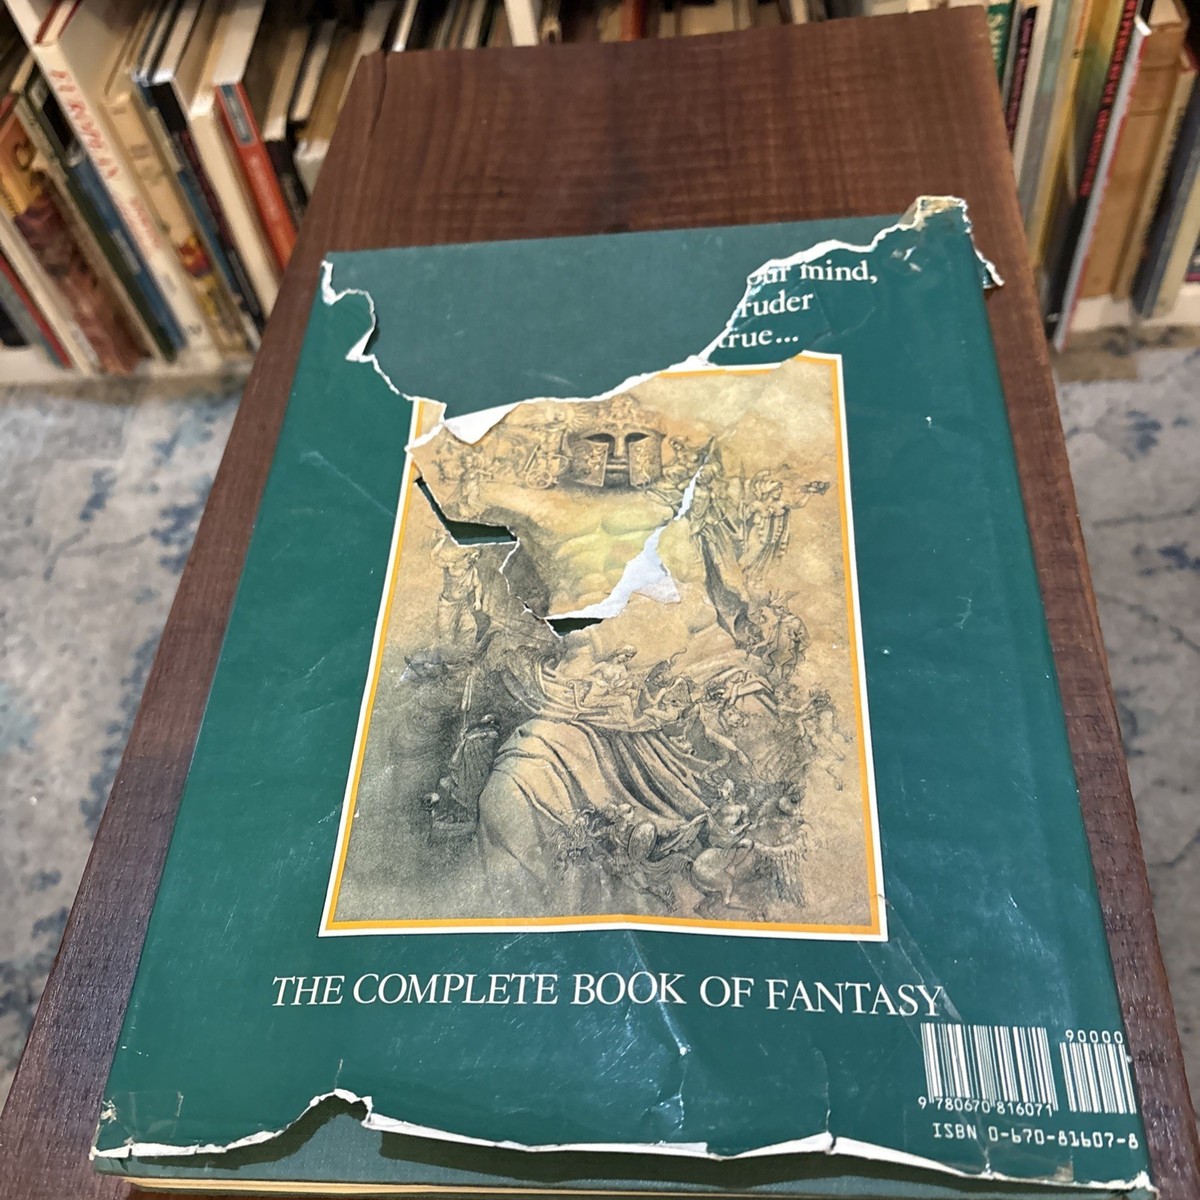 our mind,
ruder
true...
THE COMPLETE BOOK OF FANTASY
90000
9 780670 816071
ISBN 0-670-81607-8